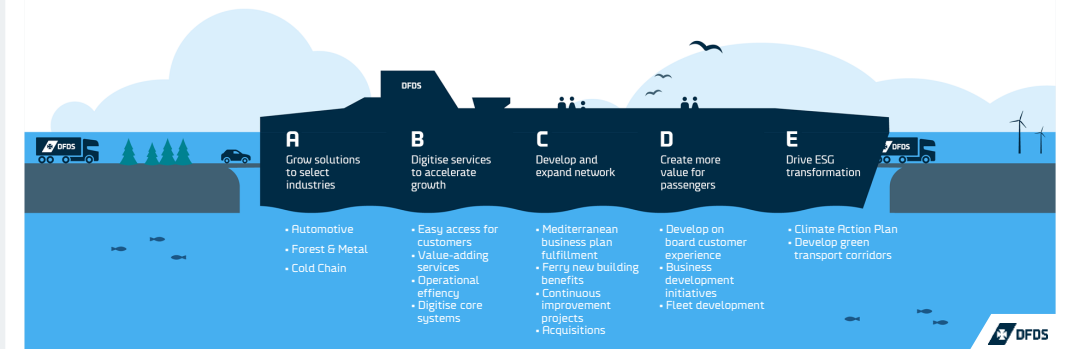 DFDS
DFDS
DFDS
A
Grow solutions
to select
industries
B
Digitise services
to accelerate
growth
C
Develop and
expand network
D
Create more
value for
passengers
E
Drive ESG
transformation
• Automotive
• Forest & Metal
• Cold Chain
• Easy access for
customers
• Value-adding
services
• Operational
effiency
• Digitise core
systems
• Mediterranean
business plan
fulfillment
• Ferry new building
benefits
• Continuous
improvement
projects
• Acquisitions
• Develop on
board customer
experience
• Business
development
initiatives
• Fleet development
• Climate Action Plan
• Develop green
transport corridors
DFDS